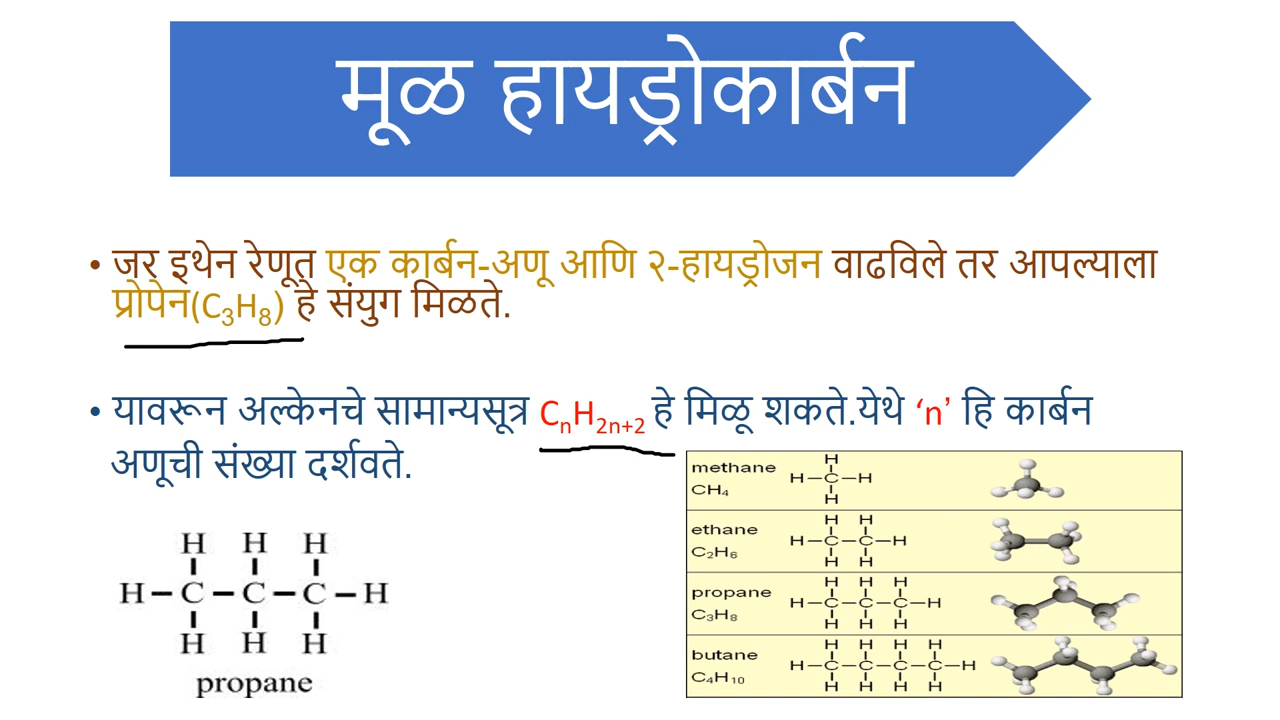 मूळ हायड्रोकार्बन
• जर इथेन रेणूत एक कार्बन-अणू आणि २-हायड्रोजन वाढविले तर आपल्याला
प्रोपेन(C₃H₈) हे संयुग मिळते.
• यावरून अल्केनचे सामान्यसूत्र CₙH₂ₙ₊₂ हे मिळू शकते.येथे ‘n’ हि कार्बन
अणूची संख्या दर्शवते.
H H H
H–C–C–C–H
H H H
propane
methane
CH₄
H
H–C–H
H
ethane
C₂H₆
H H
H–C–C–H
H H
propane
C₃H₈
H H H
H–C–C–C–H
H H H
butane
C₄H₁₀
H H H H
H–C–C–C–C–H
H H H H